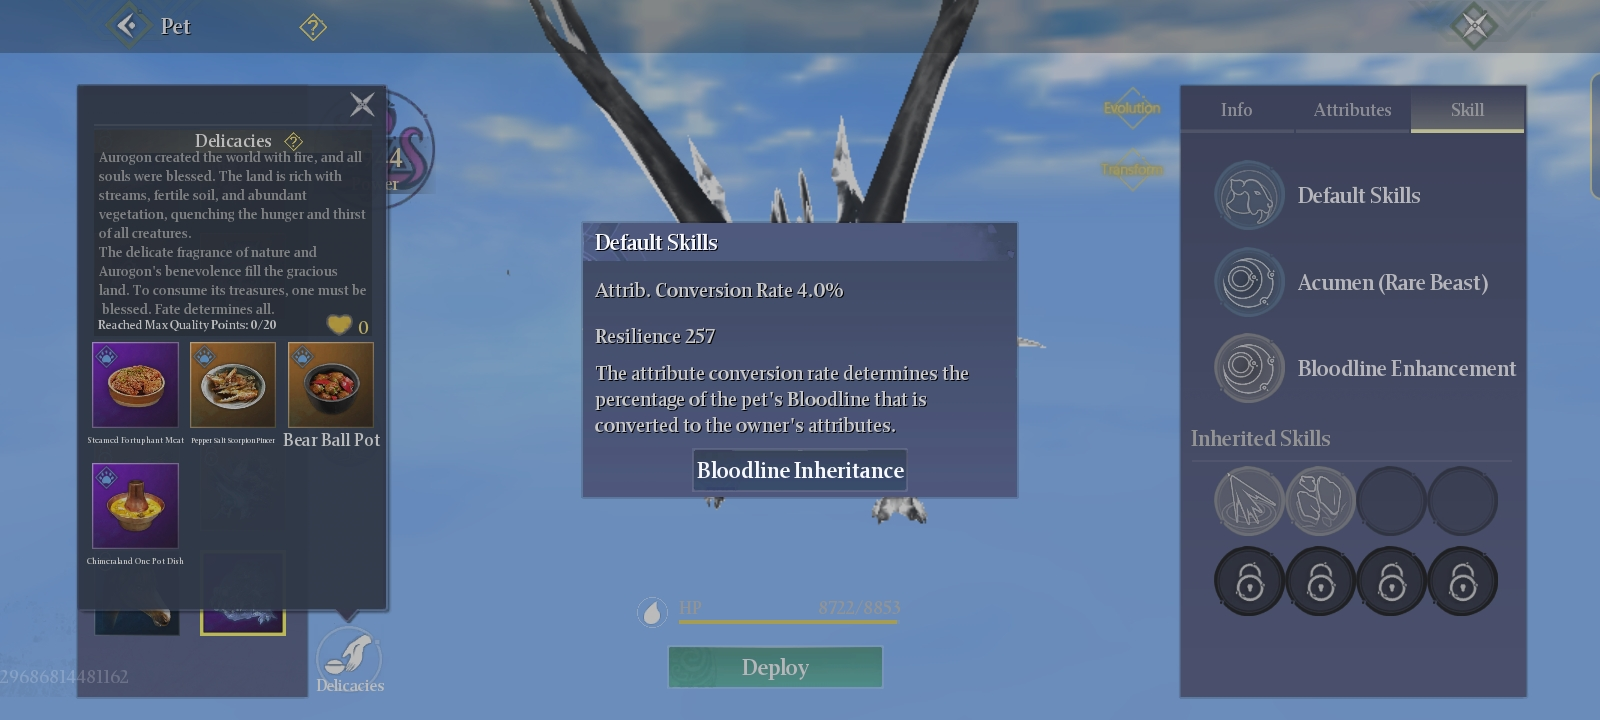 Pet
?
Delicacies ?
Aurogon created the world with fire, and all
souls were blessed. The land is rich with
streams, fertile soil, and abundant
vegetation, quenching the hunger and thirst
of all creatures.
The delicate fragrance of nature and
Aurogon's benevolence fill the gracious
land. To consume its treasures, one must be
blessed. Fate determines all.
Reached Max Quality Points: 0/20
0
Steamed Fortuphant Meat
Pepper Salt Scorpion Pincer
Bear Ball Pot
Chimeraland One Pot Dish
Delicacies
29686814481162
Evolution
Transform
Default Skills
Attrib. Conversion Rate 4.0%
Resilience 257
The attribute conversion rate determines the
percentage of the pet's Bloodline that is
converted to the owner's attributes.
Bloodline Inheritance
HP 8722/8853
Deploy
Info Attributes Skill
Default Skills
Acumen (Rare Beast)
Bloodline Enhancement
Inherited Skills